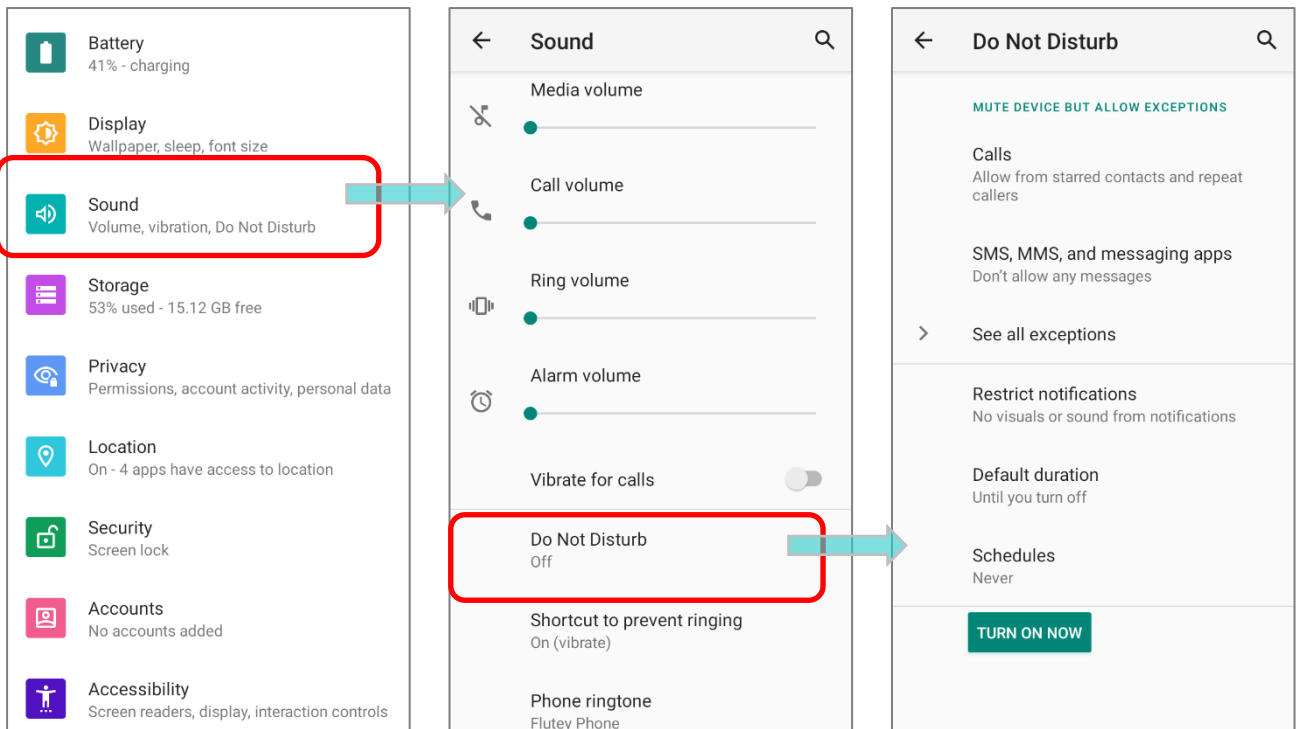 Battery
41% - charging
Display
Wallpaper, sleep, font size
Sound
Volume, vibration, Do Not Disturb
Storage
53% used - 15.12 GB free
Privacy
Permissions, account activity, personal data
Location
On - 4 apps have access to location
Security
Screen lock
Accounts
No accounts added
Accessibility
Screen readers, display, interaction controls
Sound
Media volume
Call volume
Ring volume
Alarm volume
Vibrate for calls
Do Not Disturb
Off
Shortcut to prevent ringing
On (vibrate)
Phone ringtone
Flutey Phone
Do Not Disturb
MUTE DEVICE BUT ALLOW EXCEPTIONS
Calls
Allow from starred contacts and repeat
callers
SMS, MMS, and messaging apps
Don't allow any messages
See all exceptions
Restrict notifications
No visuals or sound from notifications
Default duration
Until you turn off
Schedules
Never
TURN ON NOW